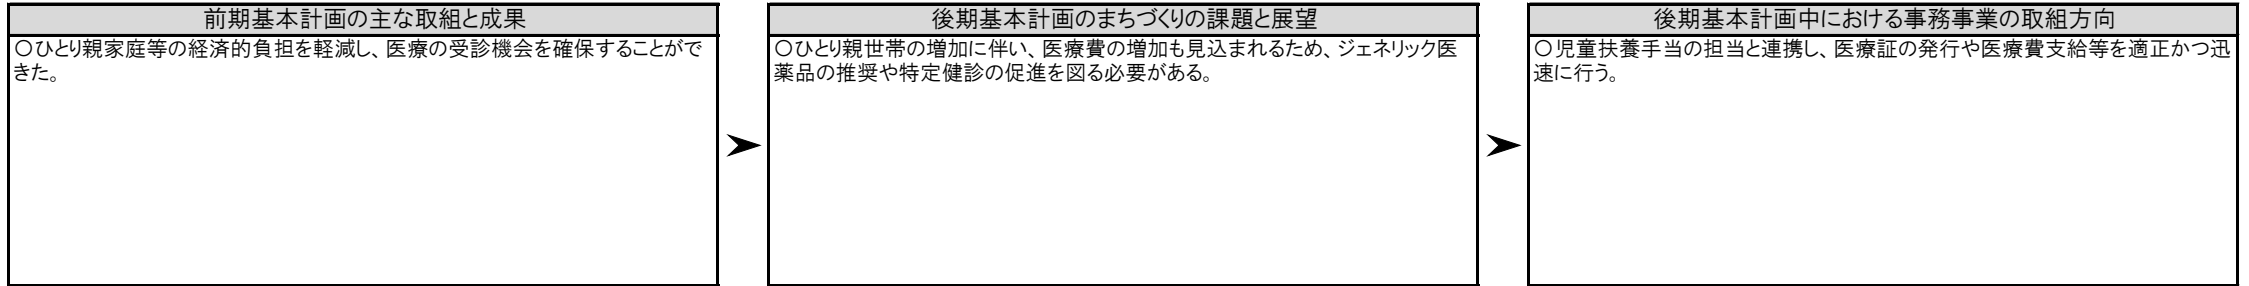 前期基本計画の主な取組と成果
○ひとり親家庭等の経済的負担を軽減し、医療の受診機会を確保することがで
きた。
後期基本計画のまちづくりの課題と展望
○ひとり親世帯の増加に伴い、医療費の増加も見込まれるため、ジェネリック医
薬品の推奨や特定健診の促進を図る必要がある。
後期基本計画中における事務事業の取組方向
○児童扶養手当の担当と連携し、医療証の発行や医療費支給等を適正かつ迅
速に行う。